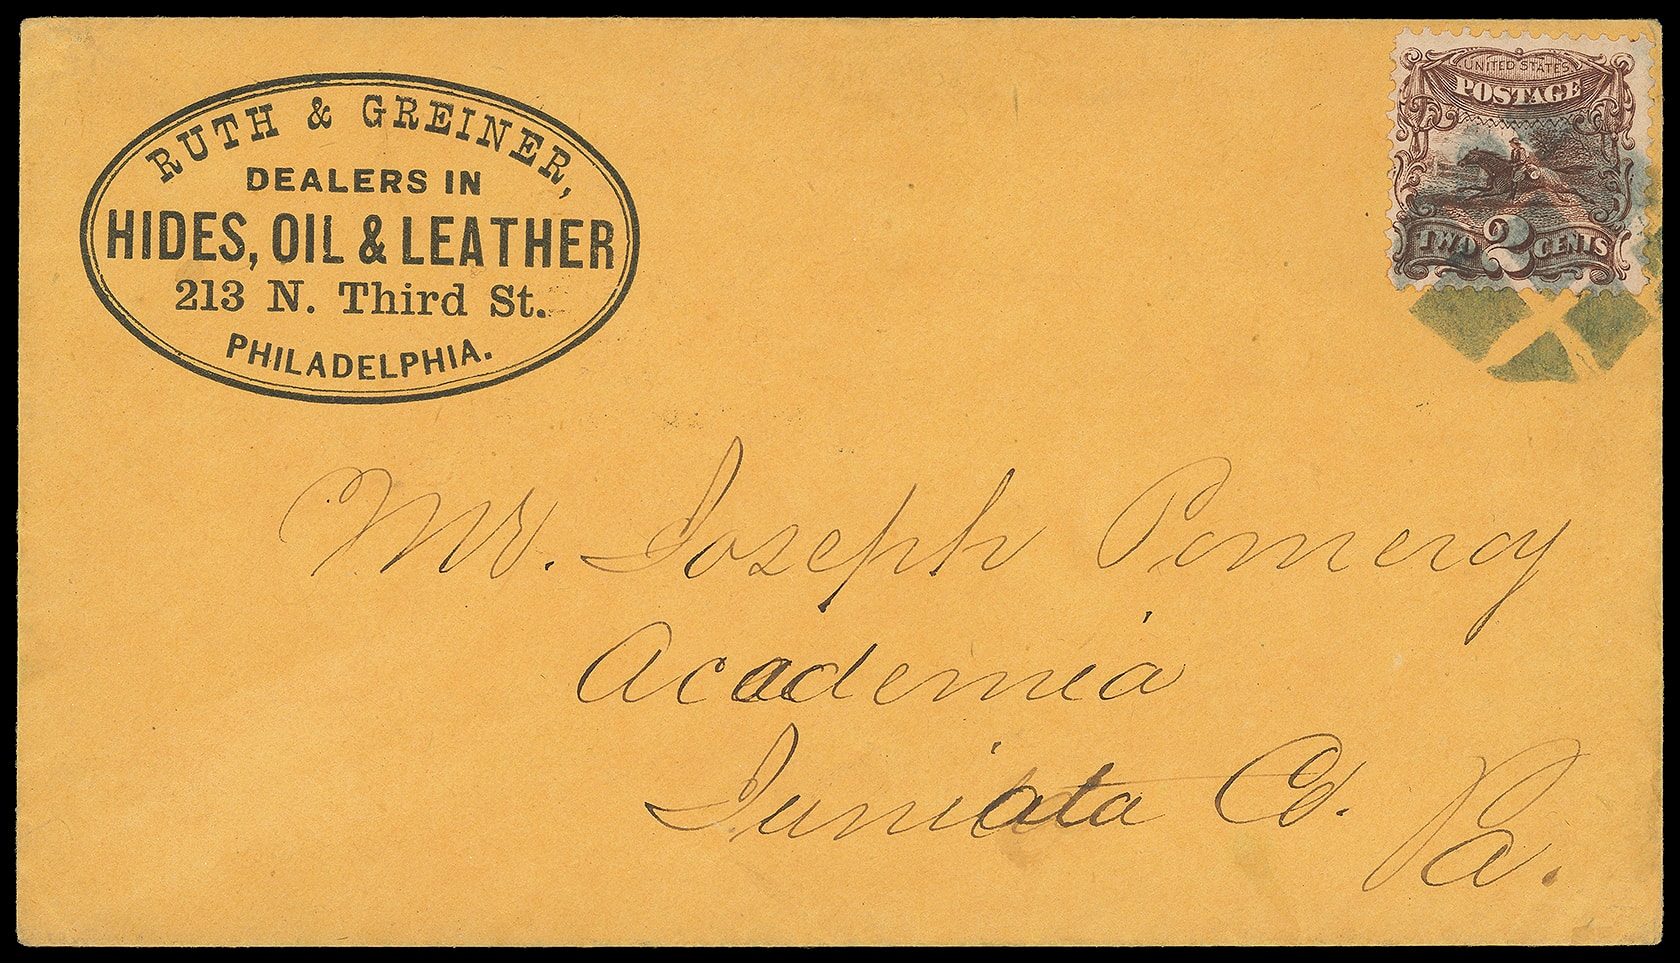 RUTH & GREINER,
DEALERS IN
HIDES, OIL & LEATHER
213 N. Third St.
PHILADELPHIA.
UNITED STATES
POSTAGE
TWO 2 CENTS
Mr. Joseph Pomeroy
Academia
Juniata Co. Pa.